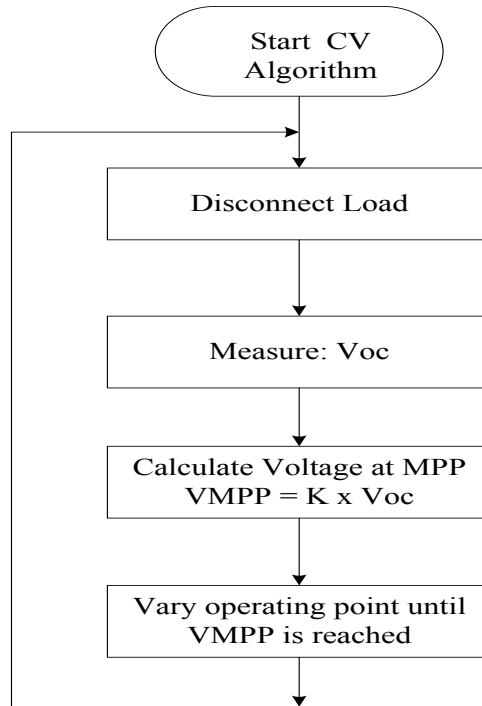 Start CV
Algorithm
Disconnect Load
Measure: Voc
Calculate Voltage at MPP
VMPP = K x Voc
Vary operating point until
VMPP is reached